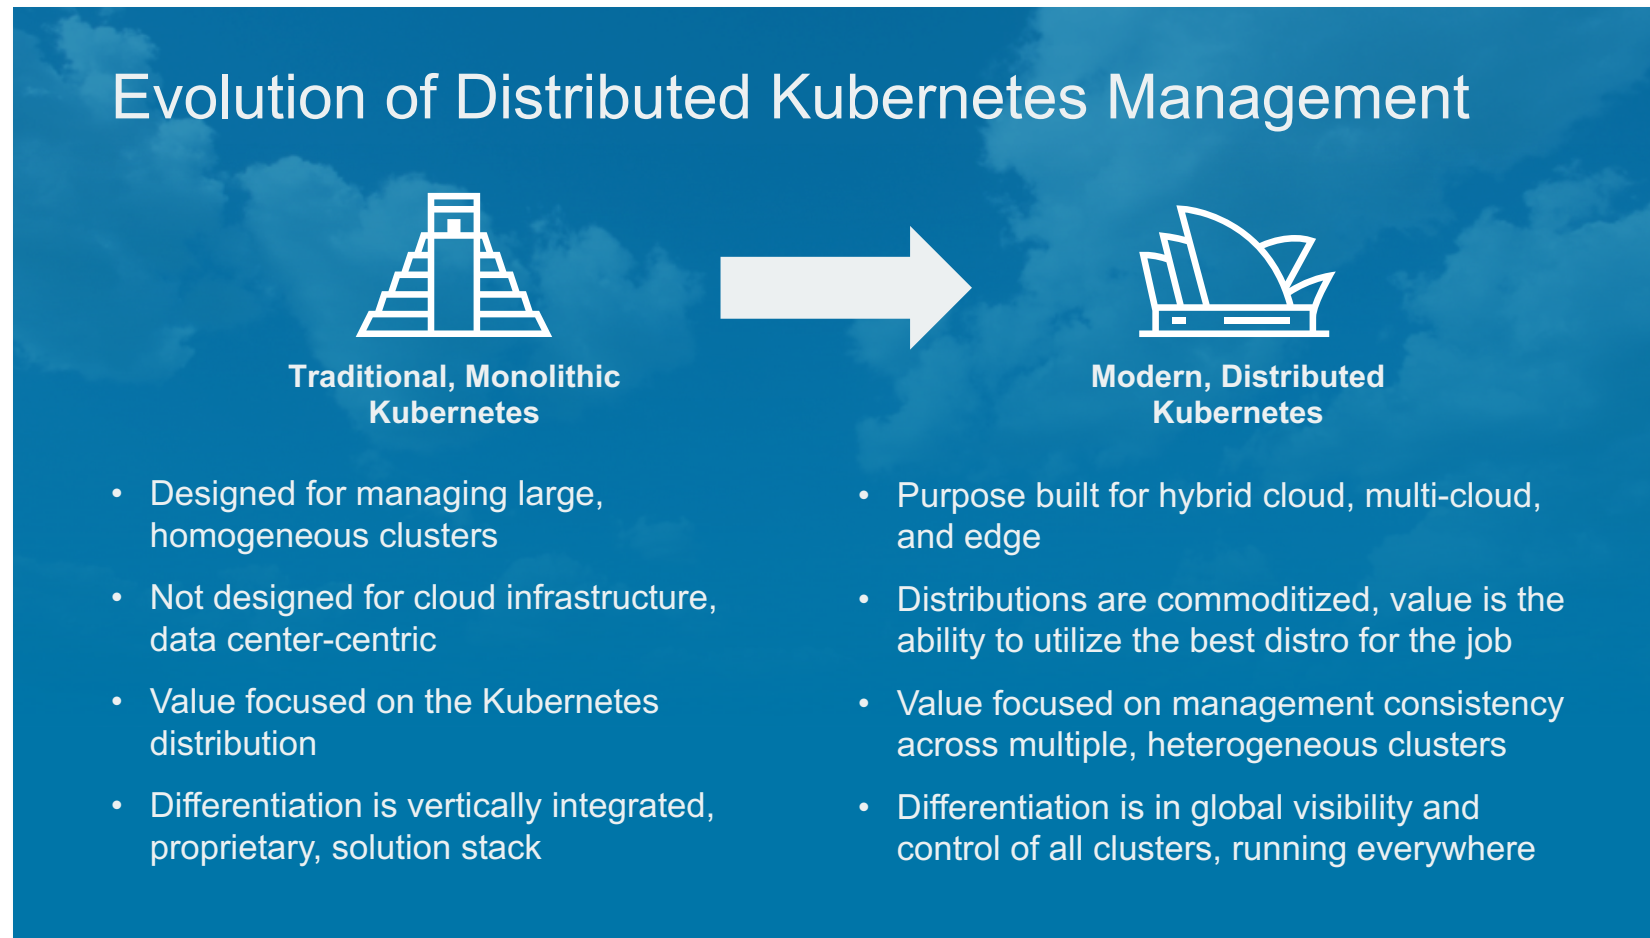 Evolution of Distributed Kubernetes Management
Traditional, Monolithic
Kubernetes
• Designed for managing large,
homogeneous clusters
• Not designed for cloud infrastructure,
data center-centric
• Value focused on the Kubernetes
distribution
• Differentiation is vertically integrated,
proprietary, solution stack
Modern, Distributed
Kubernetes
• Purpose built for hybrid cloud, multi-cloud,
and edge
• Distributions are commoditized, value is the
ability to utilize the best distro for the job
• Value focused on management consistency
across multiple, heterogeneous clusters
• Differentiation is in global visibility and
control of all clusters, running everywhere